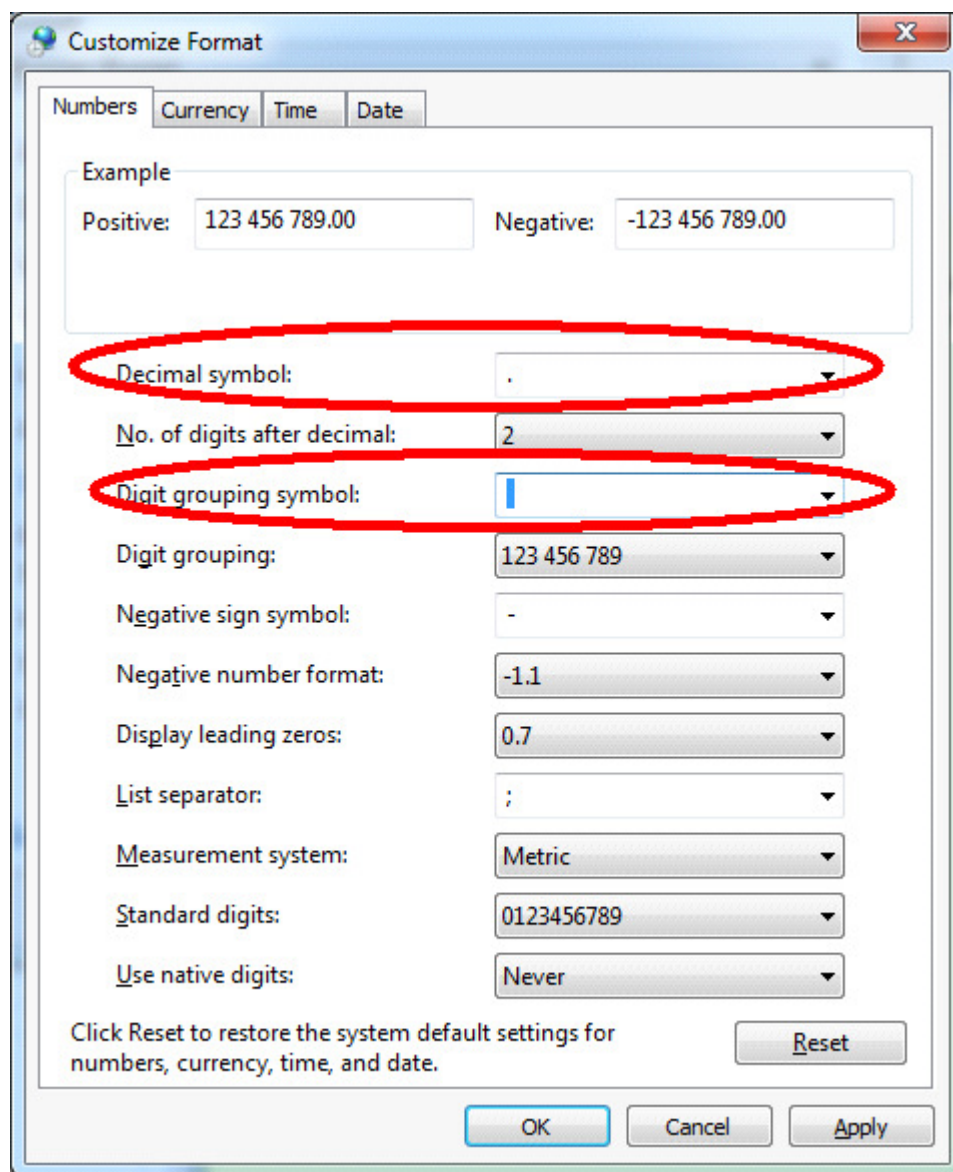 Customize Format
Numbers Currency Time Date
Example
Positive: 123 456 789.00 Negative: -123 456 789.00
Decimal symbol: .
No. of digits after decimal: 2
Digit grouping symbol:
Digit grouping: 123 456 789
Negative sign symbol: -
Negative number format: -1.1
Display leading zeros: 0.7
List separator: ;
Measurement system: Metric
Standard digits: 0123456789
Use native digits: Never
Click Reset to restore the system default settings for
numbers, currency, time, and date.
Reset
OK Cancel Apply